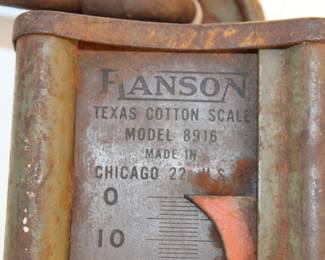 HANSON
TEXAS COTTON SCALE
MODEL 8916
MADE IN
CHICAGO 22 U.S.
0
10